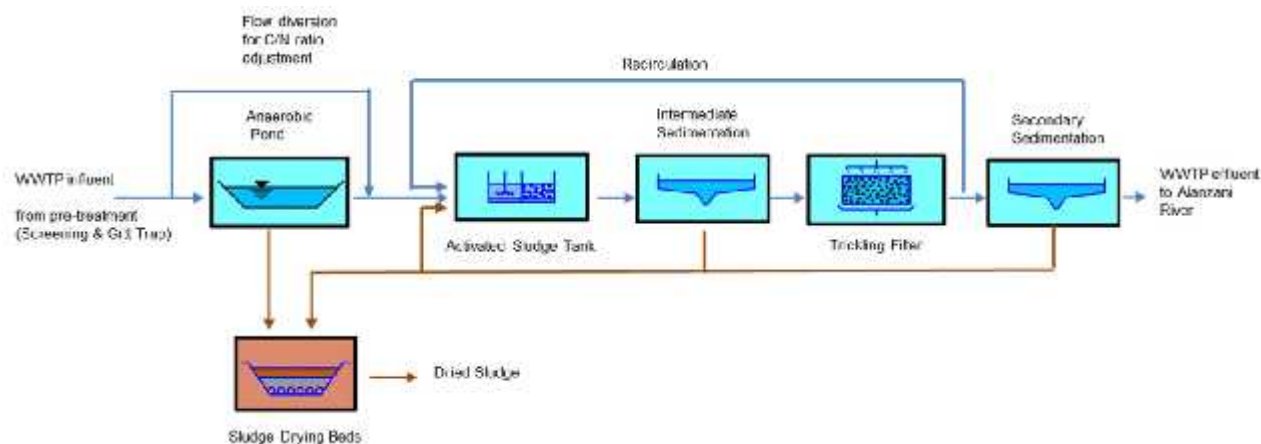 Flow diversion
for C/N ratio
adjustment
Recirculation
Anaerobic
Pond
Intermediate
Sedimentation
Secondary
Sedimentation
WWTP influent
from pre-treatment
(Screening & Grit Trap)
WWTP effluent
to Alanzani
River
Activated Sludge Tank
Trickling Filter
Dried Sludge
Sludge Drying Beds